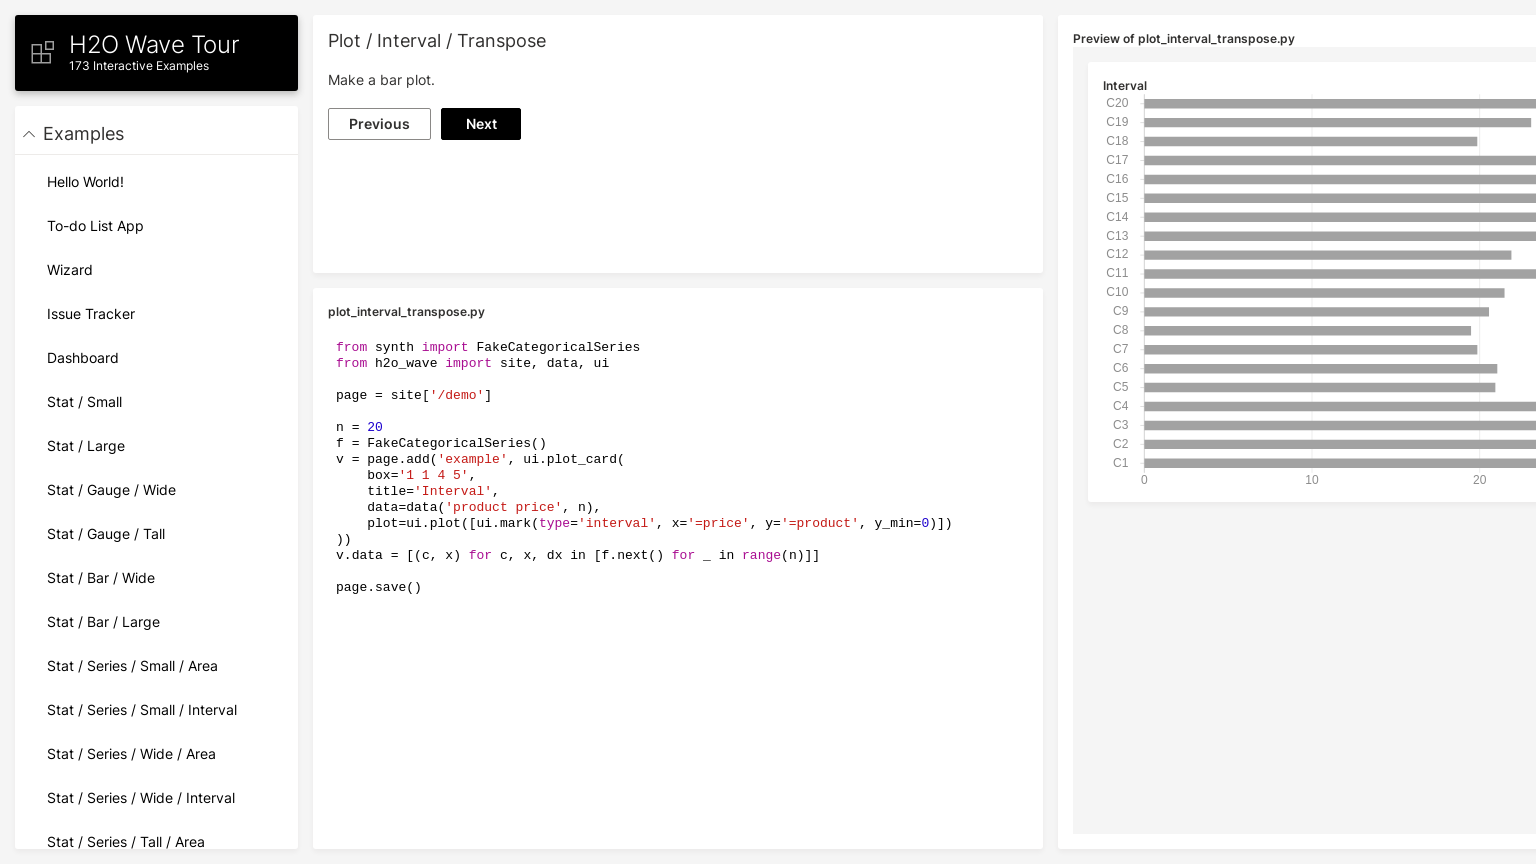 H2O Wave Tour
173 Interactive Examples
Examples
Hello World!
To-do List App
Wizard
Issue Tracker
Dashboard
Stat / Small
Stat / Large
Stat / Gauge / Wide
Stat / Gauge / Tall
Stat / Bar / Wide
Stat / Bar / Large
Stat / Series / Small / Area
Stat / Series / Small / Interval
Stat / Series / Wide / Area
Stat / Series / Wide / Interval
Stat / Series / Tall / Area
Plot / Interval / Transpose
Make a bar plot.
Previous
Next
plot_interval_transpose.py
from synth import FakeCategoricalSeries
from h2o_wave import site, data, ui
page = site['/demo']
n = 20
f = FakeCategoricalSeries()
v = page.add('example', ui.plot_card(
    box='1 1 4 5',
    title='Interval',
    data=data('product price', n),
    plot=ui.plot([ui.mark(type='interval', x='=price', y='=product', y_min=0)])
))
v.data = [(c, x) for c, x, dx in [f.next() for _ in range(n)]]
page.save()
Preview of plot_interval_transpose.py
Interval
C20
C19
C18
C17
C16
C15
C14
C13
C12
C11
C10
C9
C8
C7
C6
C5
C4
C3
C2
C1
0 10 20